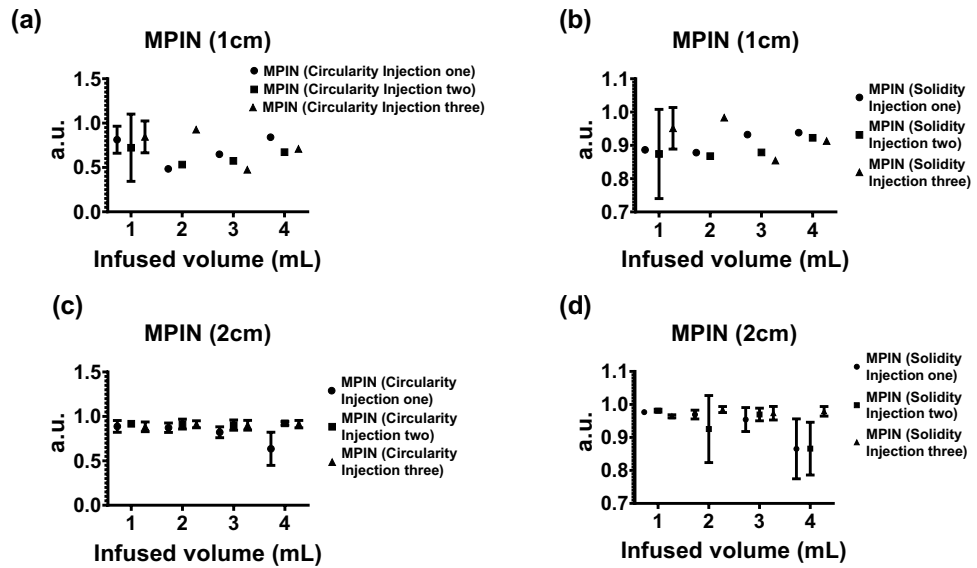 (a)
MPIN (1cm)
MPIN (Circularity Injection one)
MPIN (Circularity Injection two)
MPIN (Circularity Injection three)
1.5
1.0
0.5
0.0
a.u.
1 2 3 4
Infused volume (mL)
(b)
MPIN (1cm)
1.1
1.0
0.9
0.8
0.7
a.u.
1 2 3 4
Infused volume (mL)
MPIN (Solidity
Injection one)
MPIN (Solidity
Injection two)
MPIN (Solidity
Injection three)
(c)
MPIN (2cm)
1.5
1.0
0.5
0.0
a.u.
1 2 3 4
Infused volume (mL)
MPIN (Circularity
Injection one)
MPIN (Circularity
Injection two)
MPIN (Circularity
Injection three)
(d)
MPIN (2cm)
1.1
1.0
0.9
0.8
0.7
a.u.
1 2 3 4
Infused volume (mL)
MPIN (Solidity
Injection one)
MPIN (Solidity
Injection two)
MPIN (Solidity
Injection three)